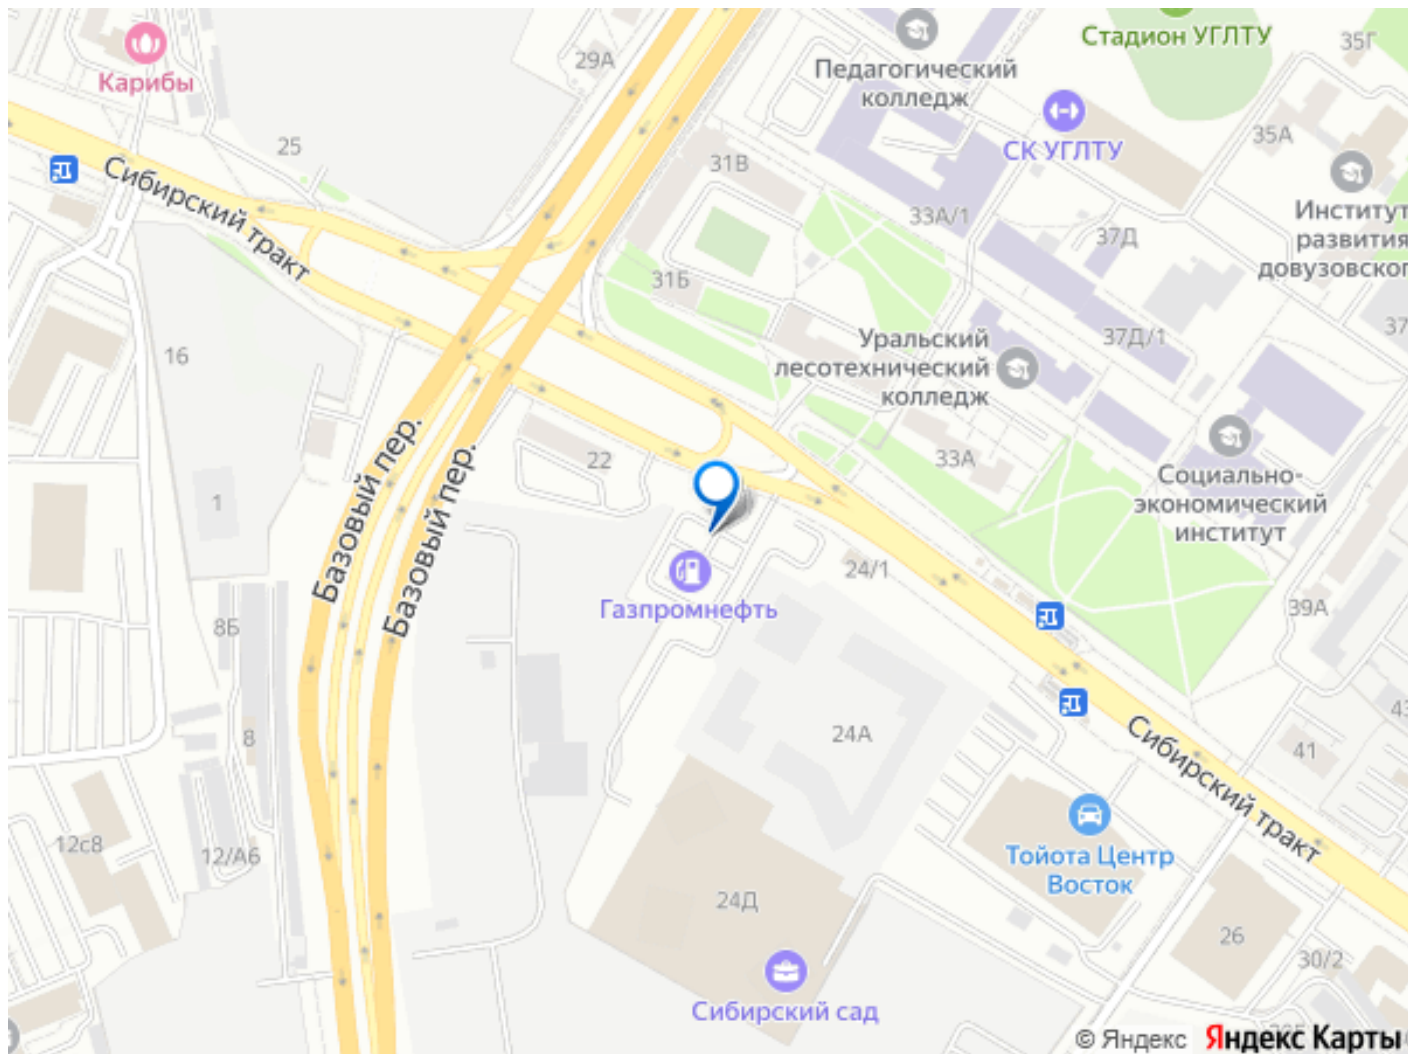 Карибы
29А
Стадион УГЛТУ
35Г
Педагогический
колледж
СК УГЛТУ
35А
25
31В
Сибирский тракт
33А/1
37Д
Институт
развития
31Б
37Д/1
37
16
Уральский
лесотехнический
колледж
33А
22
Социально-
экономический
институт
1
Базовый пер.
Базовый пер.
24/1
Газпромнефть
39А
8Б
8
24А
43
41
Сибирский тракт
12с8
12/А6
Тойота Центр
Восток
24Д
26
30/2
Сибирский сад
© Яндекс Яндекс Карты